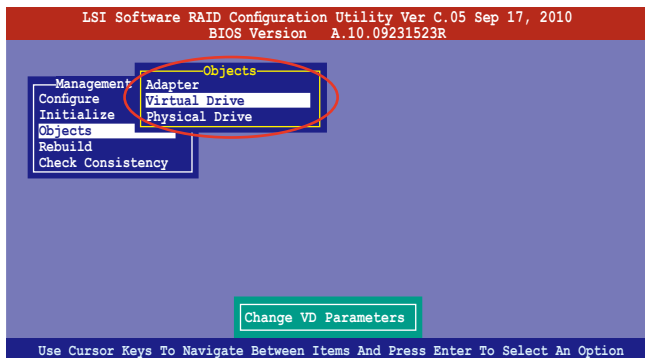 LSI Software RAID Configuration Utility Ver C.05 Sep 17, 2010
BIOS Version A.10.09231523R
Management
Configure
Initialize
Objects
Rebuild
Check Consistency
Objects
Adapter
Virtual Drive
Physical Drive
Change VD Parameters
Use Cursor Keys To Navigate Between Items And Press Enter To Select An Option